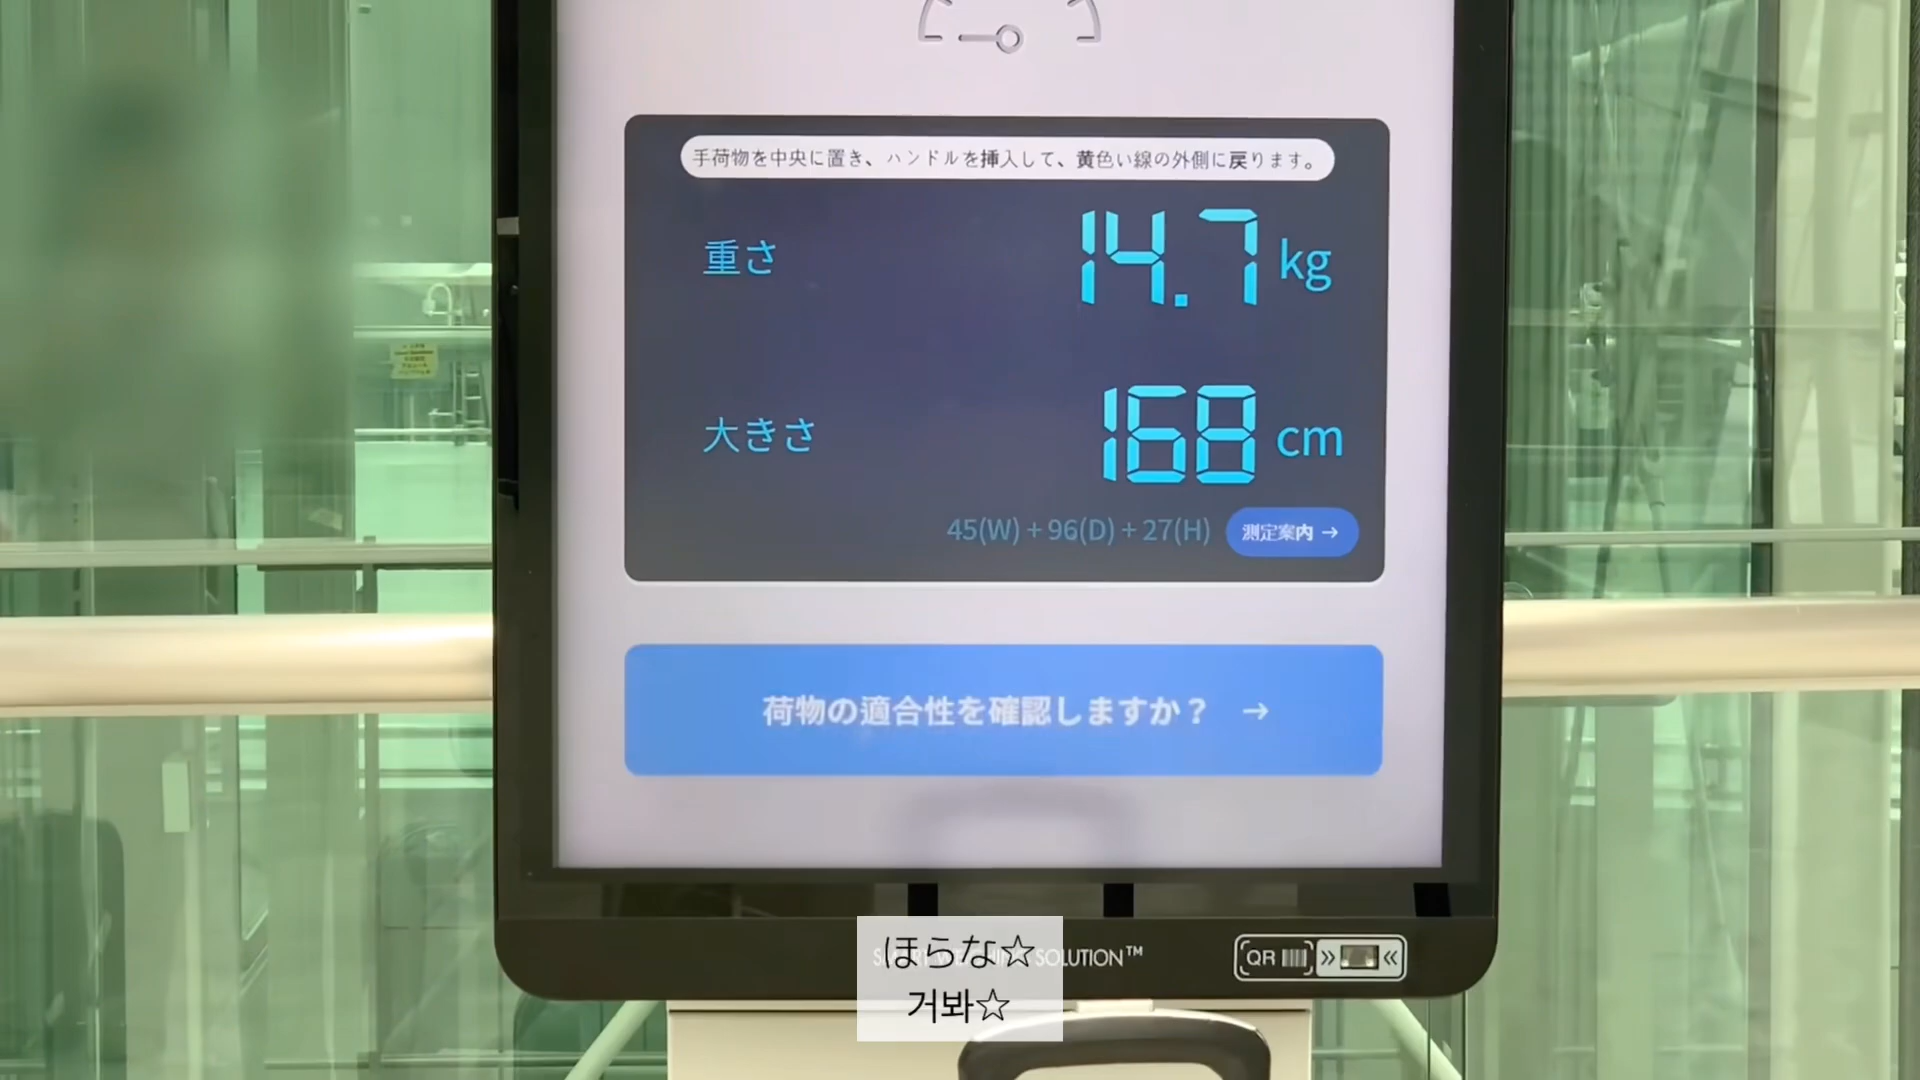 手荷物を中央に置き、ハンドルを挿入して、黄色い線の外側に戻ります。
重さ 14.7 kg
大きさ 168 cm
45(W) + 96(D) + 27(H) 測定案内 →
荷物の適合性を確認しますか？ →
SOLUTION™
QR
ほらな☆
거봐☆